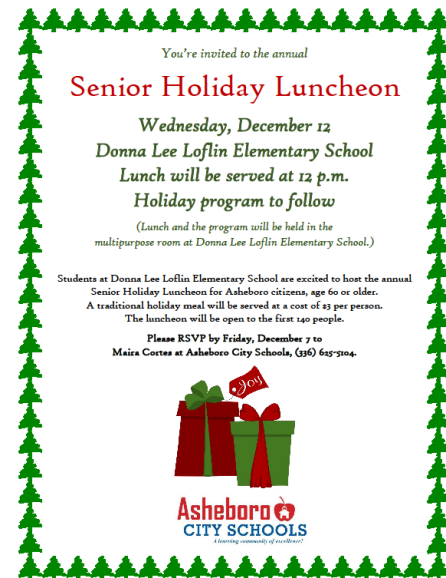 You're invited to the annual
Senior Holiday Luncheon
Wednesday, December 12
Donna Lee Loflin Elementary School
Lunch will be served at 12 p.m.
Holiday program to follow
(Lunch and the program will be held in the
multipurpose room at Donna Lee Loflin Elementary School.)
Students at Donna Lee Loflin Elementary School are excited to host the annual
Senior Holiday Luncheon for Asheboro citizens, age 60 or older.
A traditional holiday meal will be served at a cost of $3 per person.
The luncheon will be open to the first 140 people.
Please RSVP by Friday, December 7 to
Maira Cortes at Asheboro City Schools, (336) 625-5104.
Joy
Asheboro
CITY SCHOOLS
A learning community of excellence!